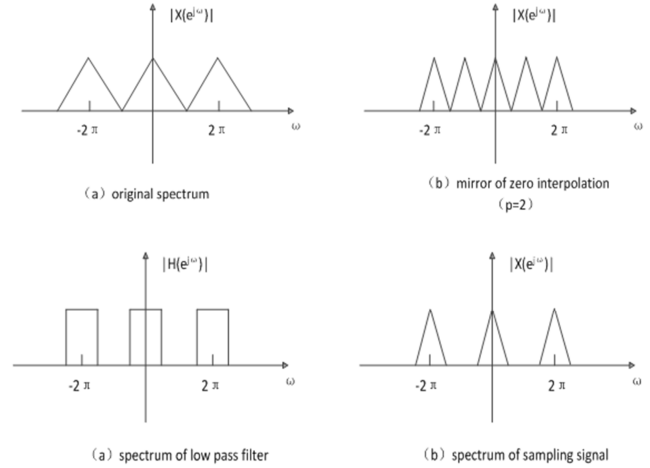 |X(e^jω)|
-2 π
2 π
ω
（a）original spectrum
|X(e^jω)|
-2 π
2 π
ω
（b）mirror of zero interpolation
（p=2）
|H(e^jω)|
-2 π
2 π
ω
（a）spectrum of low pass filter
|X(e^jω)|
-2 π
2 π
ω
（b）spectrum of sampling signal